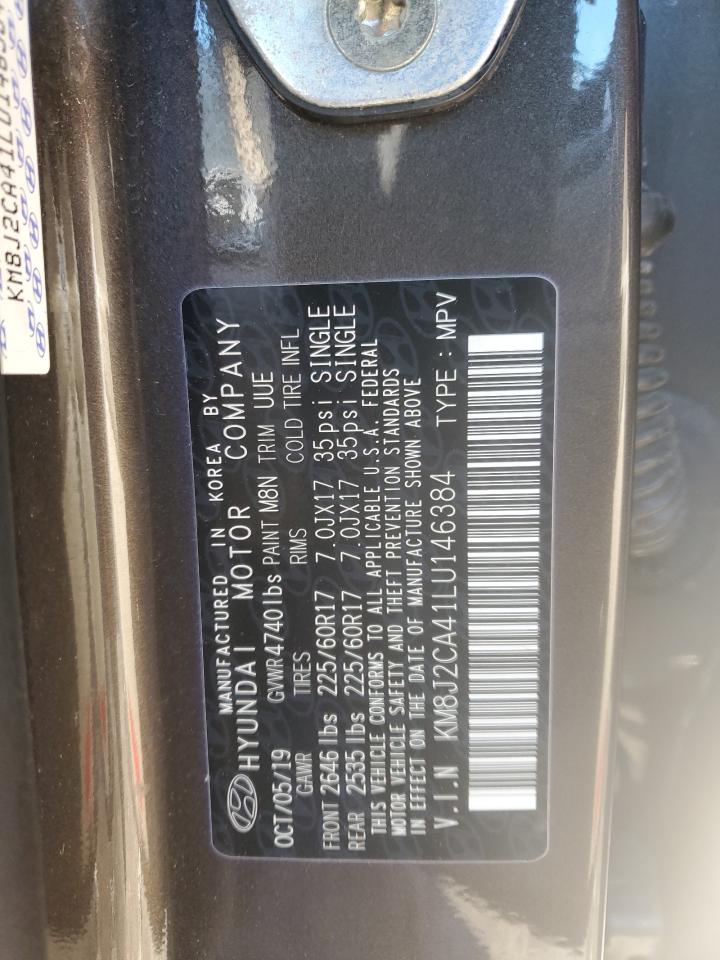 KM8J2CA41LU1463
MANUFACTURED IN KOREA BY
HYUNDAI MOTOR COMPANY
OCT/05/19 GVWR4740lbs PAINT M8N TRIM UUE
GAWR TIRES RIMS COLD TIRE INFL
FRONT 2646 lbs 225/60R17 7.0JX17 35psi SINGLE
REAR 2535 lbs 225/60R17 7.0JX17 35psi SINGLE
THIS VEHICLE CONFORMS TO ALL APPLICABLE U.S.A. FEDERAL
MOTOR VEHICLE SAFETY AND THEFT PREVENTION STANDARDS
IN EFFECT ON THE DATE OF MANUFACTURE SHOWN ABOVE
V.I.N KM8J2CA41LU146384 TYPE : MPV